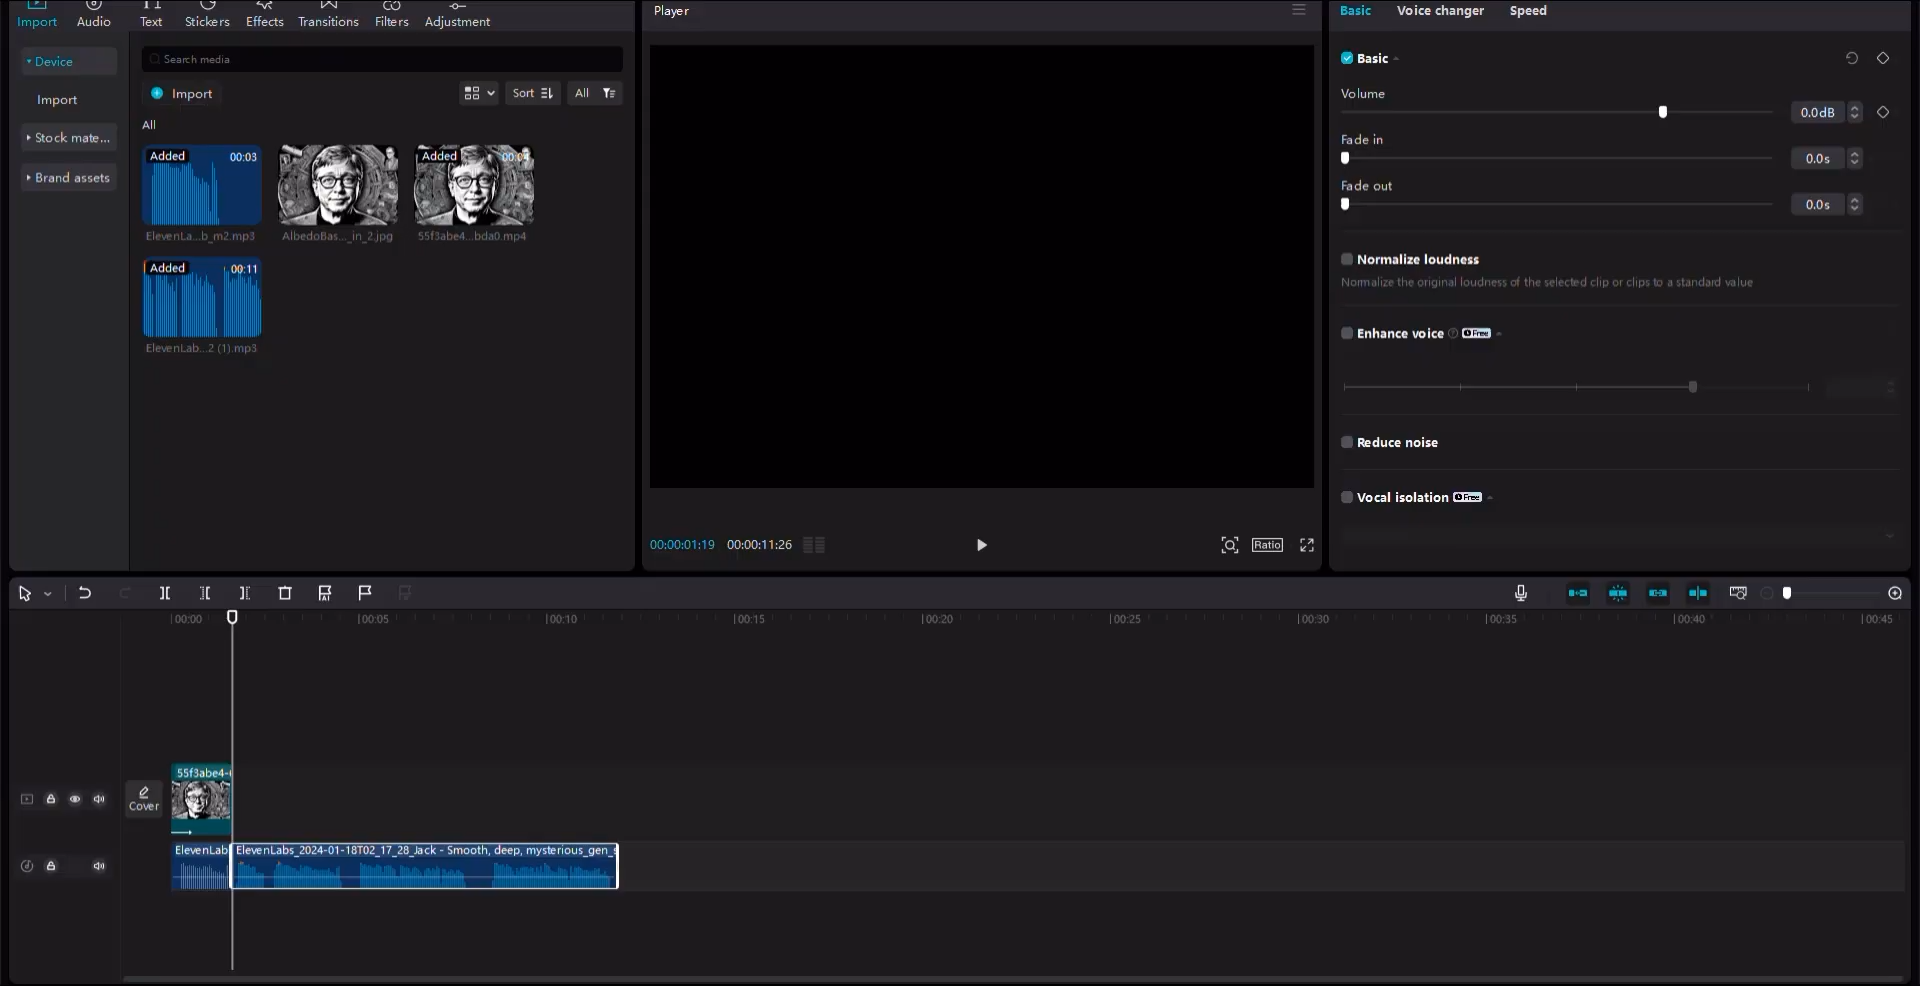 Import Audio Text Stickers Effects Transitions Filters Adjustment
Device
Import
Stock mate...
Brand assets
Search media
Import
Sort
All
All
Added 00:03
ElevenLa...b_m2.mp3
AlbedoBas..._in_2.jpg
Added 00:04
55f3abe4...bda0.mp4
Added 00:11
ElevenLab...2 (1).mp3
Player
00:00:01:19 00:00:11:26
Ratio
Basic Voice changer Speed
Basic
Volume
0.0dB
Fade in
0.0s
Fade out
0.0s
Normalize loudness
Normalize the original loudness of the selected clip or clips to a standard value
Enhance voice Free
Reduce noise
Vocal isolation Free
00:00 00:05 00:10 00:15 00:20 00:25 00:30 00:35 00:40 00:45
55f3abe4-
Cover
ElevenLab
ElevenLabs_2024-01-18T02_17_28_Jack - Smooth, deep, mysterious_gen_s